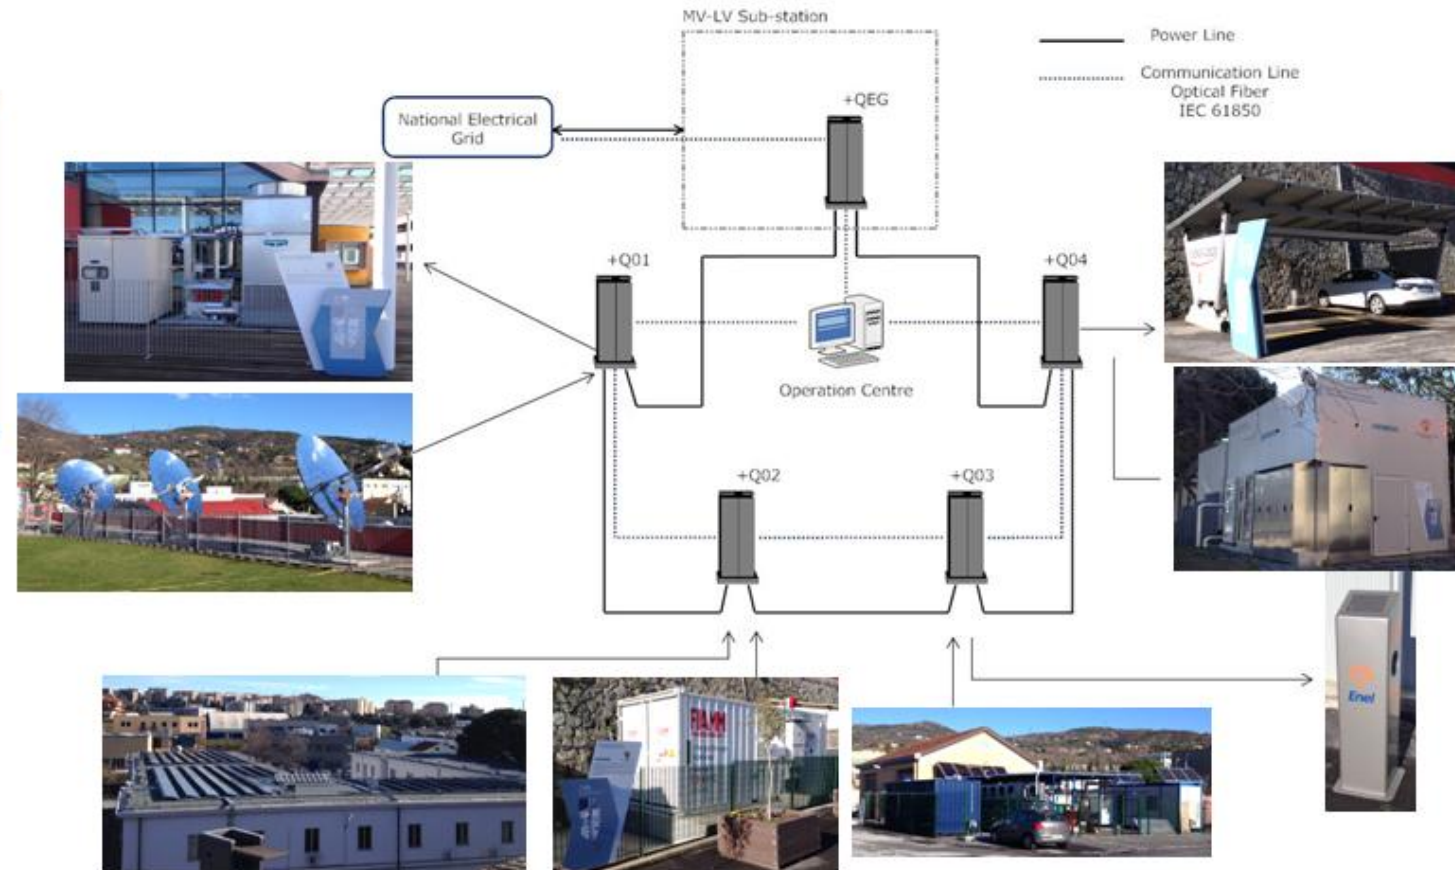 MV-LV Sub-station
Power Line
Communication Line
Optical Fiber
IEC 61850
+QEG
National Electrical
Grid
+Q01
+Q04
Operation Centre
+Q02
+Q03
FIAMM
Enel